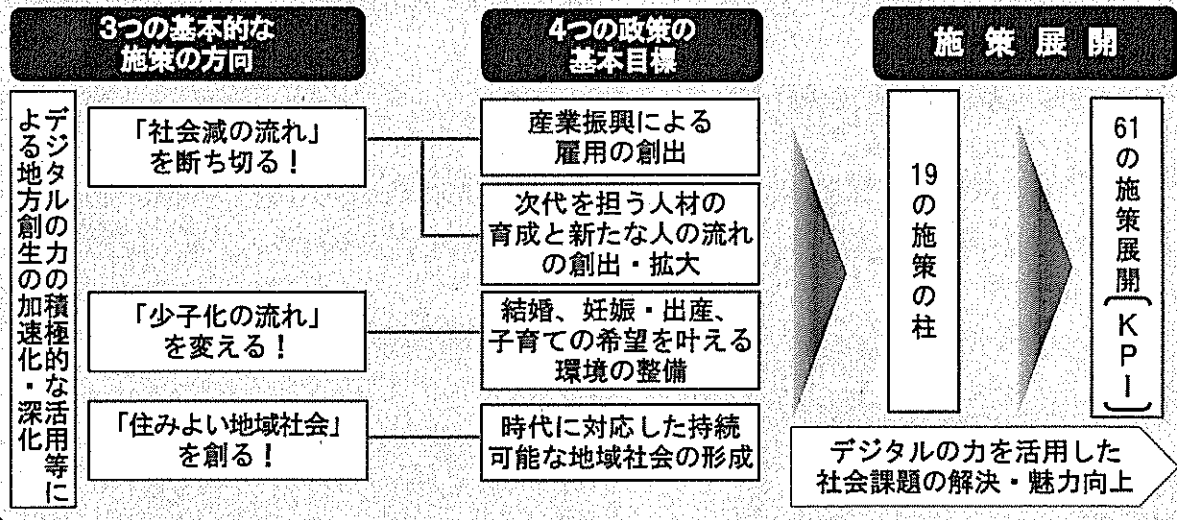 3つの基本的な
施策の方向
4つの政策の
基本目標
施策展開
デジタルの力の積極的な活用等に
よる地方創生の加速化・深化
「社会減の流れ」
を断ち切る！
「少子化の流れ」
を変える！
「住みよい地域社会」
を創る！
産業振興による
雇用の創出
次代を担う人材の
育成と新たな人の流れ
の創出・拡大
結婚、妊娠・出産、
子育ての希望を叶える
環境の整備
時代に対応した持続
可能な地域社会の形成
19の施策の柱
61の施策展開［KPI］
デジタルの力を活用した
社会課題の解決・魅力向上